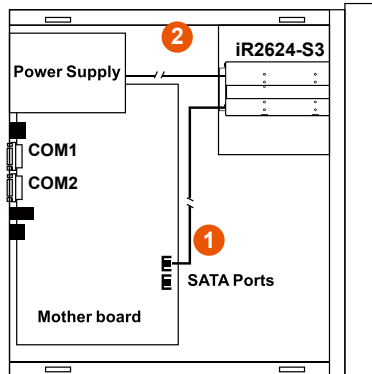 2
iR2624-S3
Power Supply
COM1
COM2
1
SATA Ports
Mother board